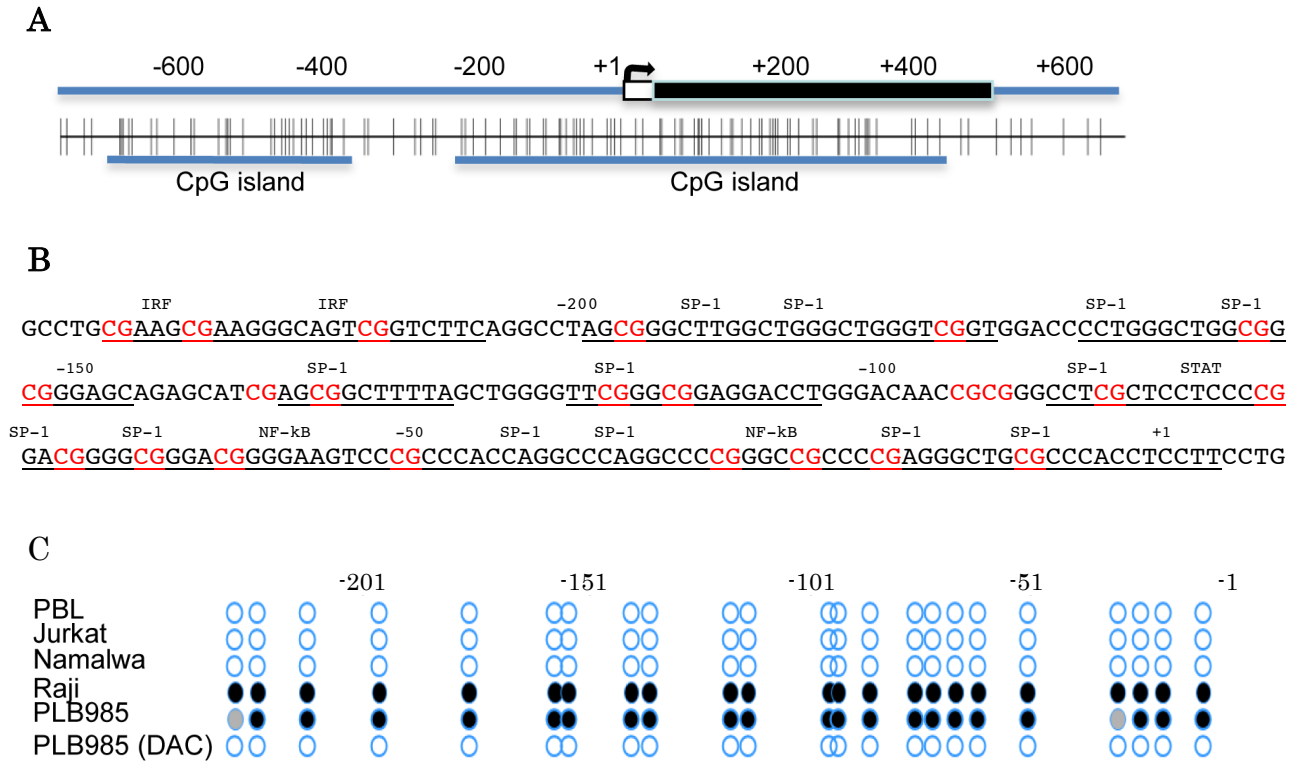 A
-600 -400 -200 +1 +200 +400 +600
CpG island CpG island
B
IRF IRF -200 SP-1 SP-1 SP-1 SP-1
GCCTGCGAAGCGAAGGGCAGTCGGTCTTCAGGCCTAGCGGGCTTGGCTGGGCTGGGTCGGTGGACCCCTGGGCTGGCGG
-150 SP-1 SP-1 -100 SP-1 STAT
CGGGAGCAGAGCATCGAGCGGCTTTTAGCTGGGGTTCGGGCGGAGGACCTGGGACAACCGCGGGCCTCGCTCCTCCCCG
SP-1 SP-1 NF-kB -50 SP-1 SP-1 NF-kB SP-1 SP-1 +1
GACGGGGCGGGACGGGGAAGTCCCCGCCCACCAGGCCCAGGCCCCGGGCCGCCCCCGAGGGCTGCGCCCACCTCCTTCCTG
C
-201 -151 -101 -51 -1
PBL
Jurkat
Namalwa
Raji
PLB985
PLB985 (DAC)